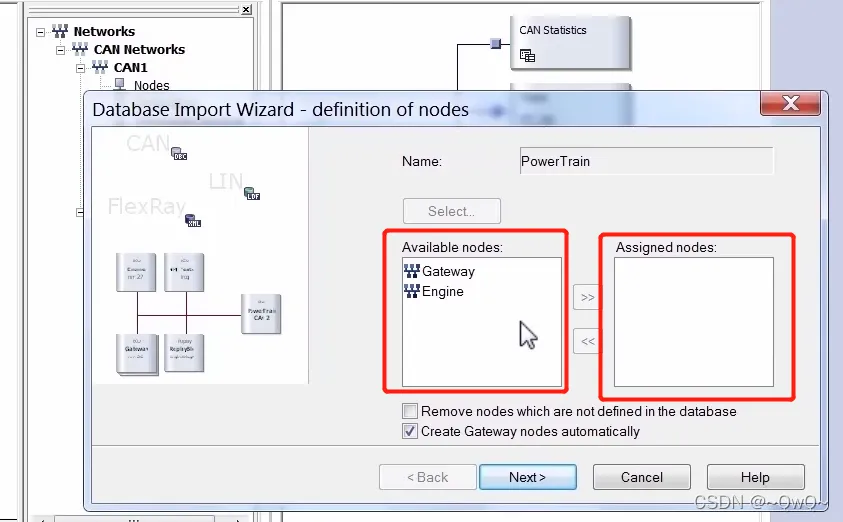 Networks
CAN Networks
CAN1
Nodes
CAN Statistics
Database Import Wizard - definition of nodes
X
CAN
DBC
LIN
LDF
FlexRay
XML
PowerTrain
Gateway
Name:
PowerTrain
Select...
Available nodes:
Gateway
Engine
>>
<<
Assigned nodes:
Remove nodes which are not defined in the database
Create Gateway nodes automatically
< Back
Next >
Cancel
Help
CSDN @~QwQ~